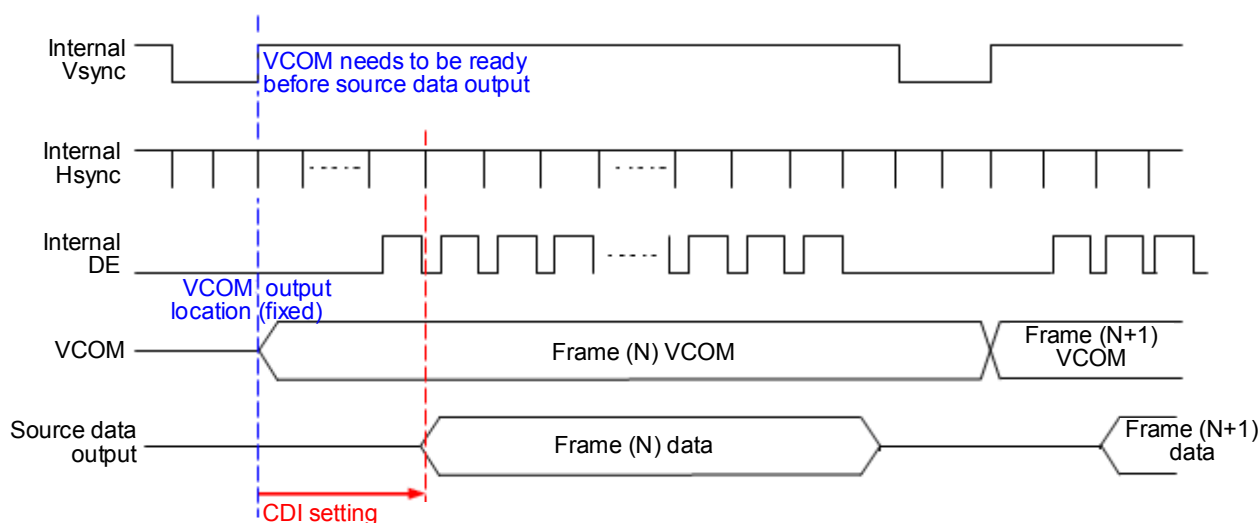 Internal
Vsync
VCOM needs to be ready
before source data output
Internal
Hsync
Internal
DE
VCOM output
location (fixed)
VCOM
Frame (N) VCOM
Frame (N+1)
VCOM
Source data
output
Frame (N) data
Frame (N+1)
data
CDI setting